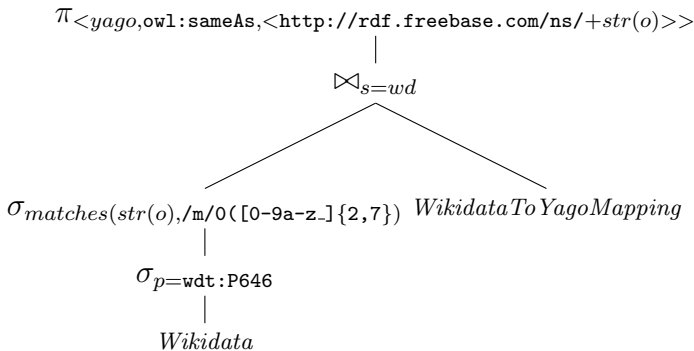 π<yago,owl:sameAs,<http://rdf.freebase.com/ns/+str(o)>>
⋈s=wd
σmatches(str(o),/m/0([0-9a-z_]{2,7}) WikidataToYagoMapping
σp=wdt:P646
Wikidata